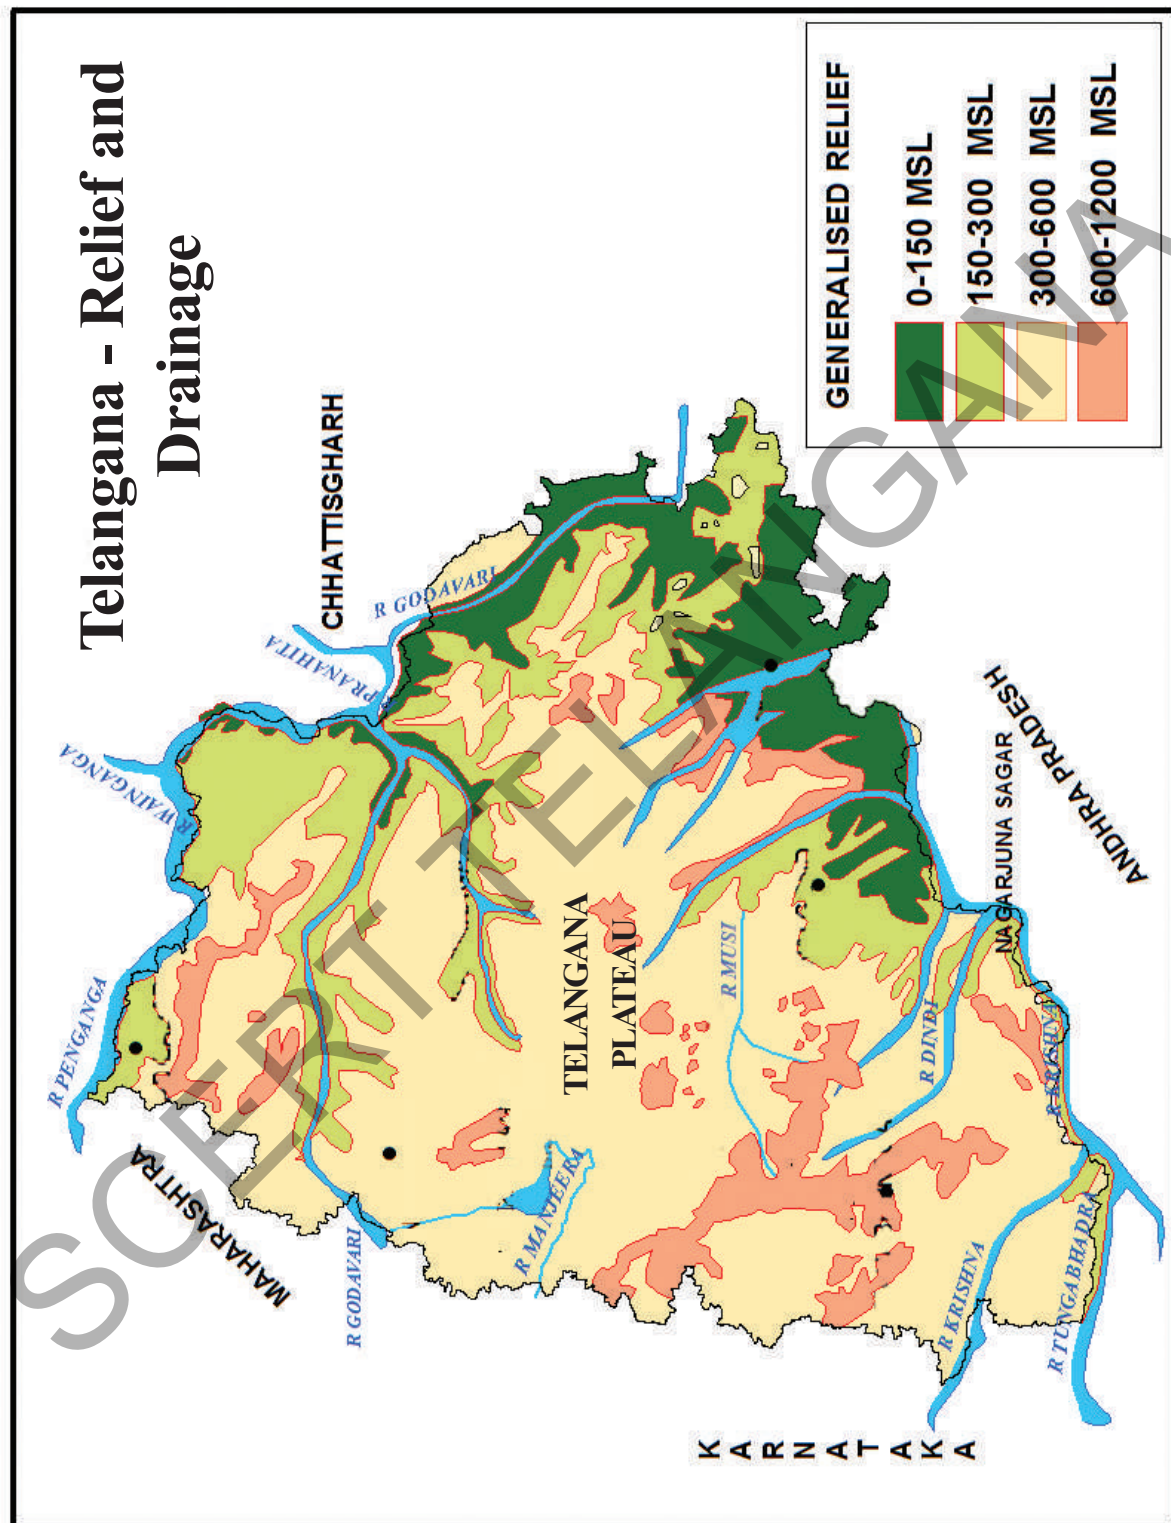 Telangana - Relief and
Drainage
CHHATTISGHARH
R GODAVARI
R PRANAHITA
R WAINGANGA
R PENGANGA
MAHARASHTRA
R GODAVARI
R MANJEERA
TELANGANA
PLATEAU
R MUSI
R DINDI
NAGARJUNA SAGAR
ANDHRA PRADESH
R KRISHNA
R KRISHNA
R TUNGABHADRA
KARNATAKA
GENERALISED RELIEF
0-150 MSL
150-300 MSL
300-600 MSL
600-1200 MSL
SCERT TELANGANA